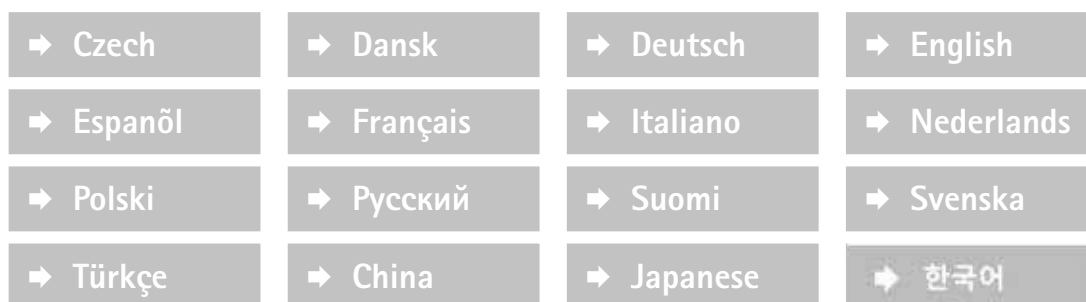 ➧ Czech ➧ Dansk ➧ Deutsch ➧ English
➧ Espanõl ➧ Français ➧ Italiano ➧ Nederlands
➧ Polski ➧ Русский ➧ Suomi ➧ Svenska
➧ Türkçe ➧ China ➧ Japanese ➧ 한국어